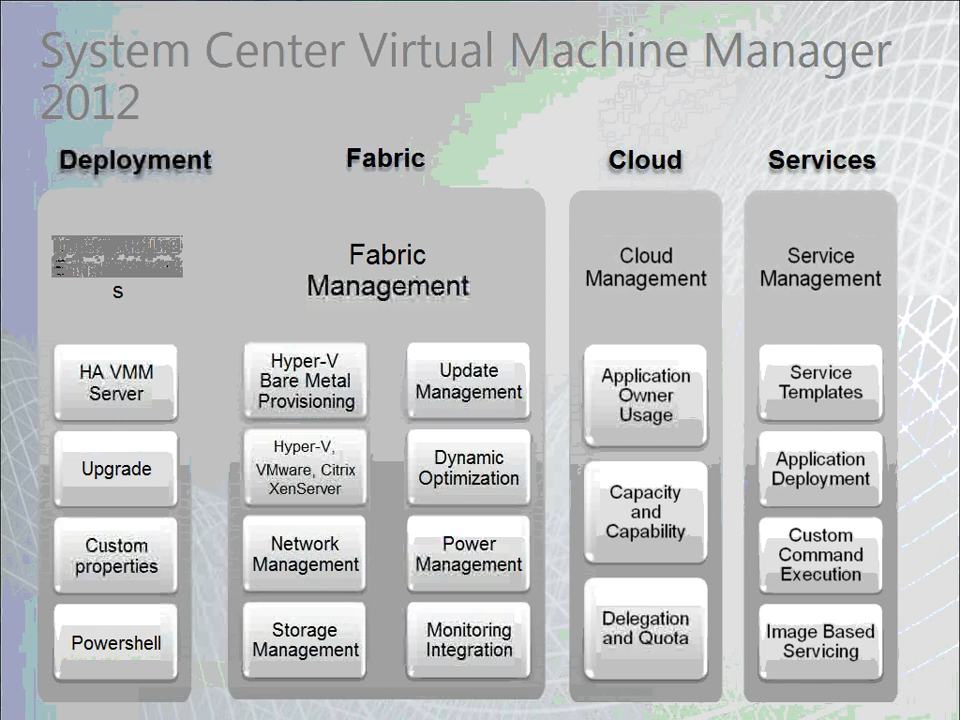 System Center Virtual Machine Manager
2012
Deployment
Fabric
Cloud
Services
s
Fabric
Management
Cloud
Management
Service
Management
HA VMM
Server
Upgrade
Custom
properties
Powershell
Hyper-V
Bare Metal
Provisioning
Hyper-V,
VMware, Citrix
XenServer
Network
Management
Storage
Management
Update
Management
Dynamic
Optimization
Power
Management
Monitoring
Integration
Application
Owner
Usage
Capacity
and
Capability
Delegation
and Quota
Service
Templates
Application
Deployment
Custom
Command
Execution
Image Based
Servicing